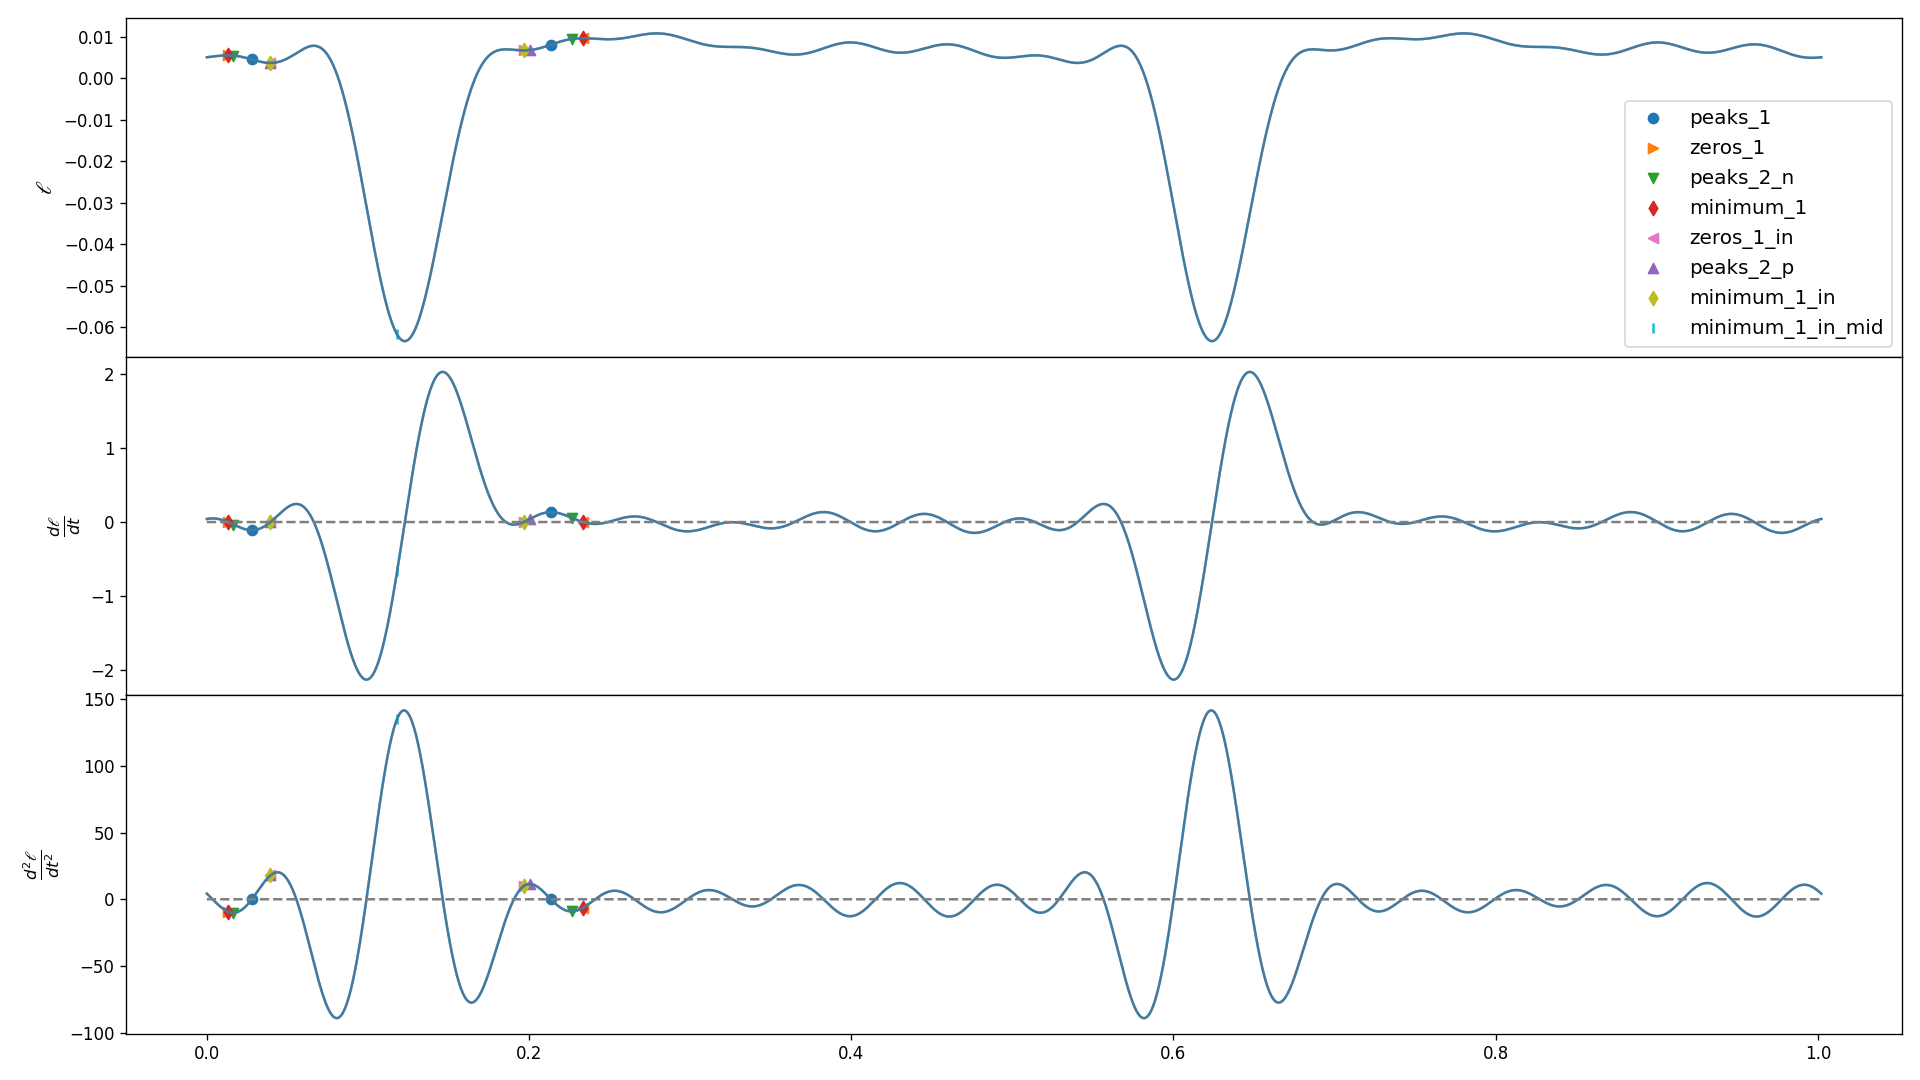 0.01
0.00
−0.01
−0.02
−0.03
−0.04
−0.05
−0.06
ℓ
peaks_1
zeros_1
peaks_2_n
minimum_1
zeros_1_in
peaks_2_p
minimum_1_in
minimum_1_in_mid
2
1
0
−1
−2
dℓ
dt
150
100
50
0
−50
−100
d²ℓ
dt²
0.0 0.2 0.4 0.6 0.8 1.0